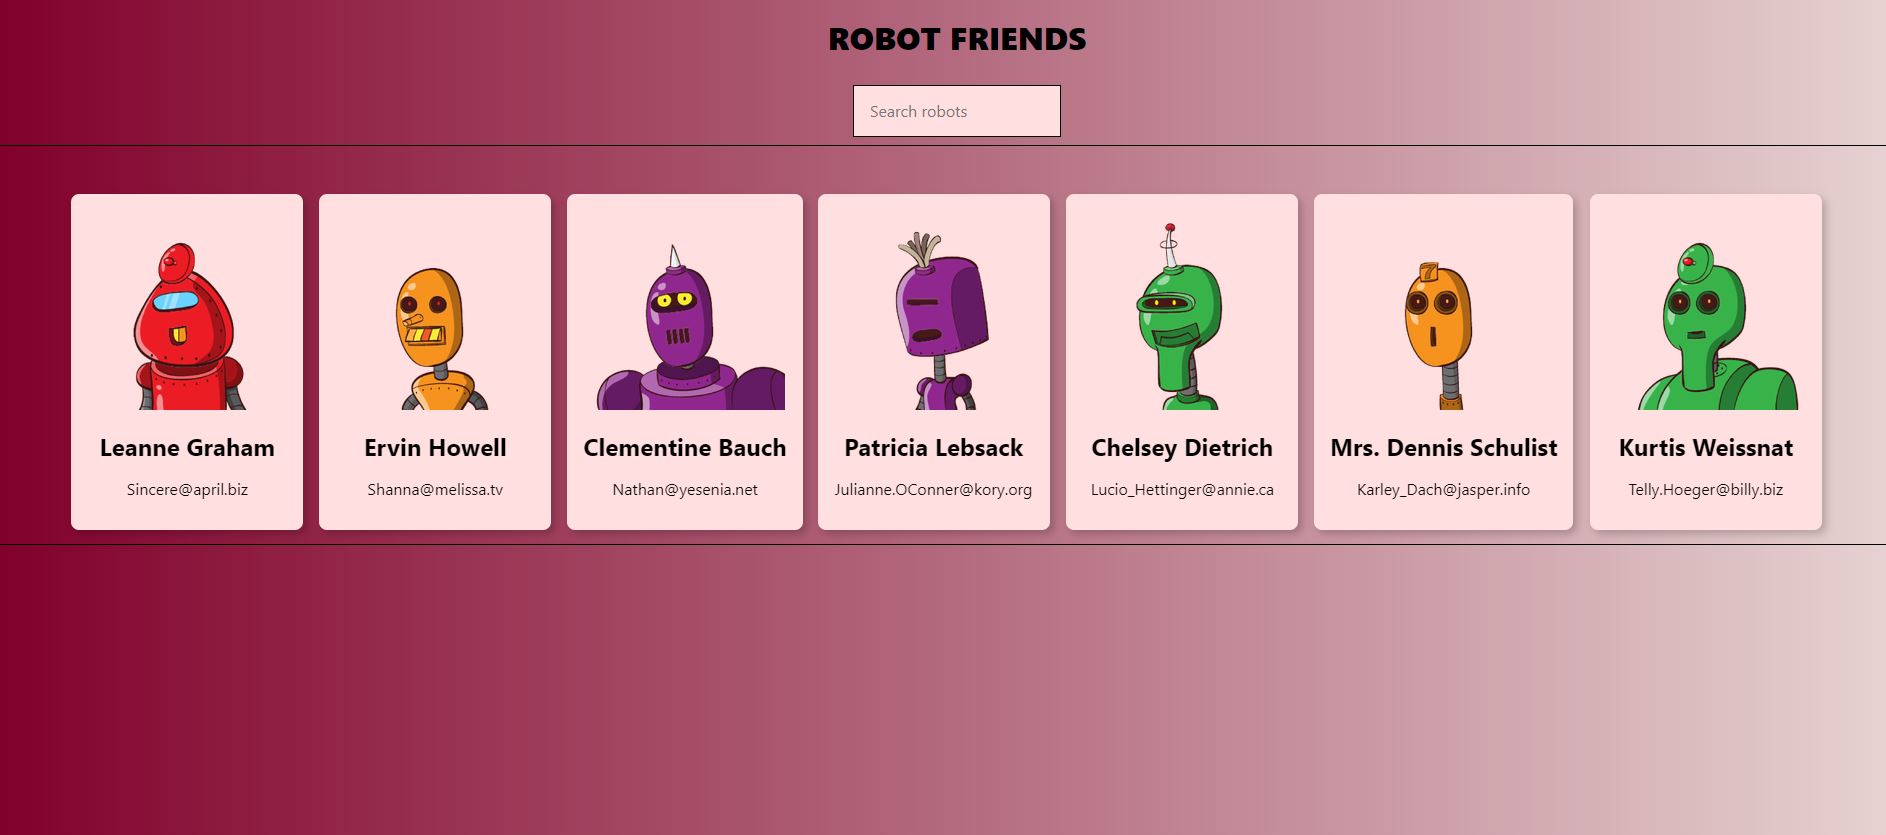 ROBOT FRIENDS
Search robots
7
Leanne Graham
Sincere@april.biz
Ervin Howell
Shanna@melissa.tv
Clementine Bauch
Nathan@yesenia.net
Patricia Lebsack
Julianne.OConner@kory.org
Chelsey Dietrich
Lucio_Hettinger@annie.ca
Mrs. Dennis Schulist
Karley_Dach@jasper.info
Kurtis Weissnat
Telly.Hoeger@billy.biz